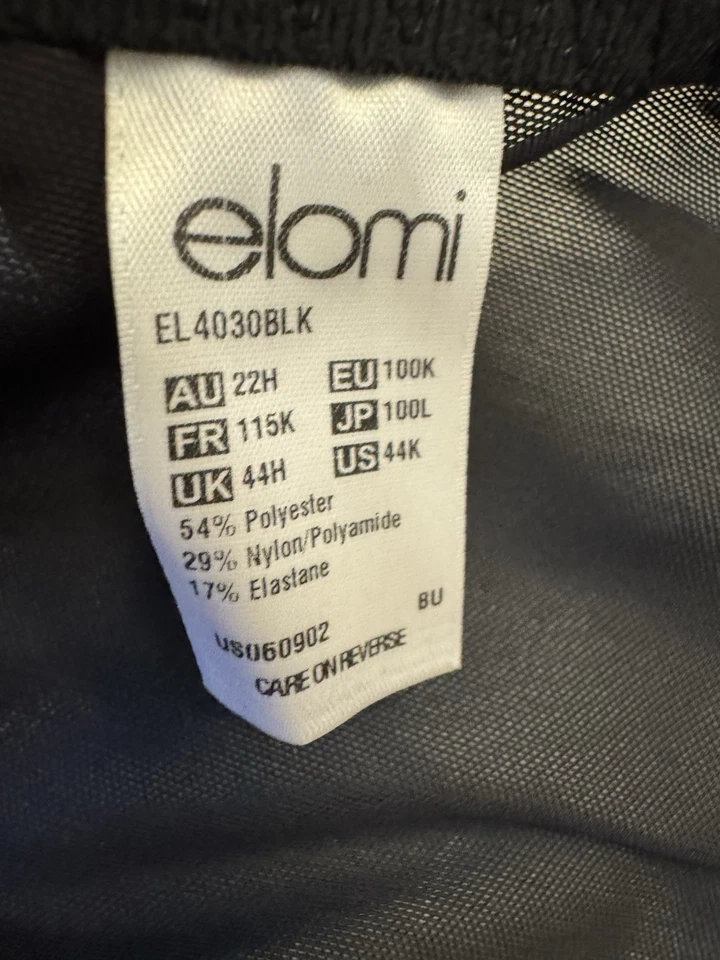 elomi
EL4030BLK
AU 22H EU 100K
FR 115K JP 100L
UK 44H US 44K
54% Polyester
29% Nylon/Polyamide
17% Elastane
BU
US060902
CARE ON REVERSE